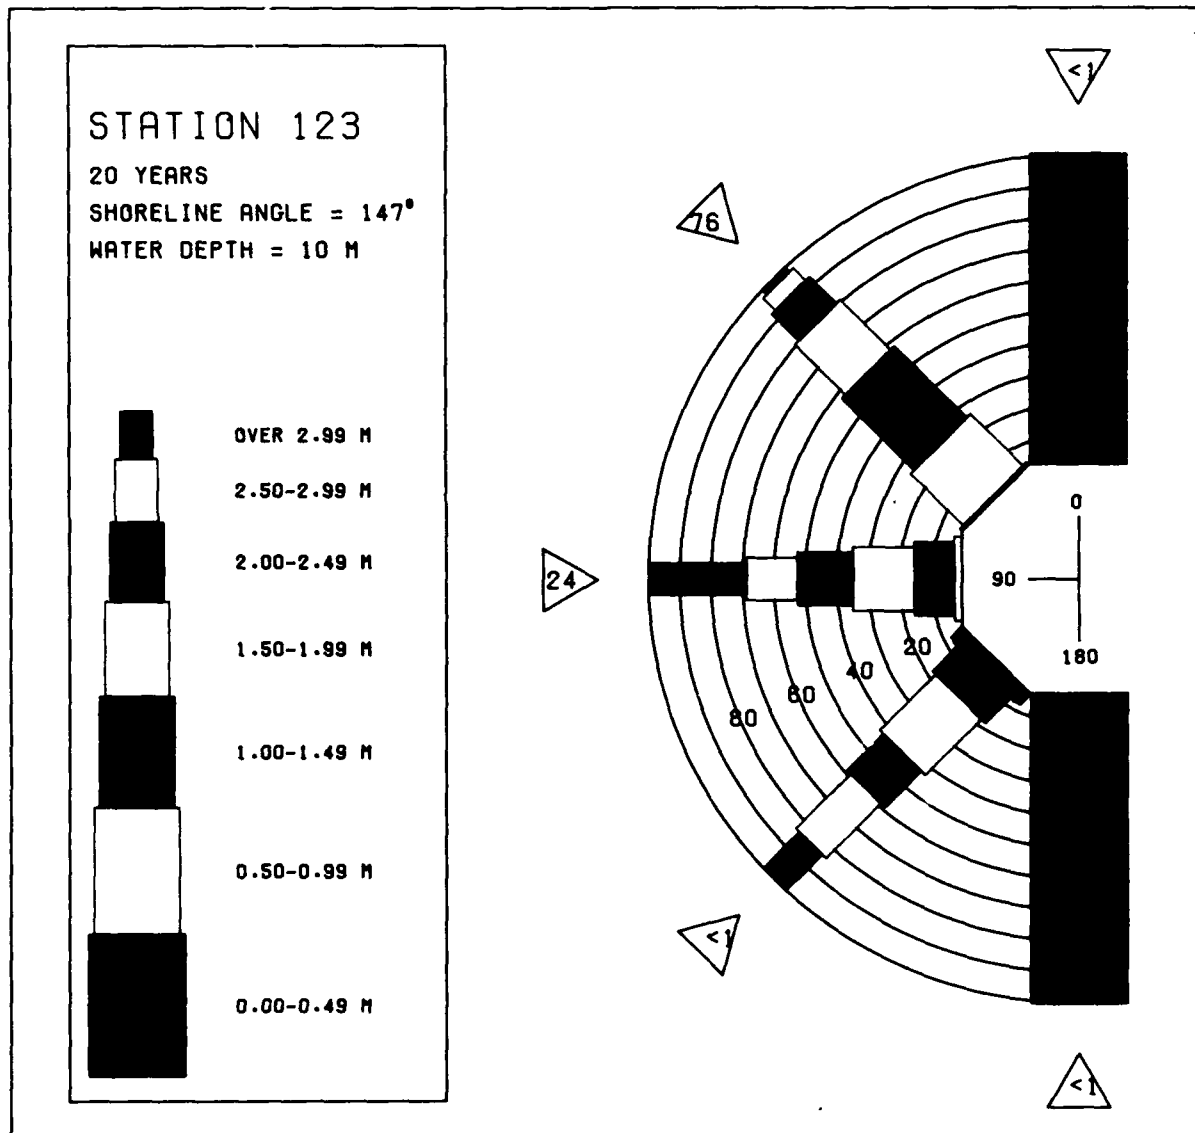 STATION 123
20 YEARS
SHORELINE ANGLE = 147°
WATER DEPTH = 10 M
OVER 2.99 M
2.50-2.99 M
2.00-2.49 M
1.50-1.99 M
1.00-1.49 M
0.50-0.99 M
0.00-0.49 M
<1
76
24
<1
<1
0
90
180
20
40
60
80